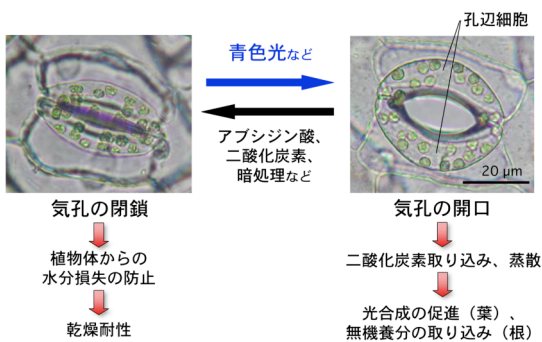 青色光など
孔辺細胞
アブシジン酸、
二酸化炭素、
暗処理など
20 μm
気孔の閉鎖
気孔の開口
植物体からの
水分損失の防止
二酸化炭素取り込み、蒸散
乾燥耐性
光合成の促進（葉）、
無機養分の取り込み（根）